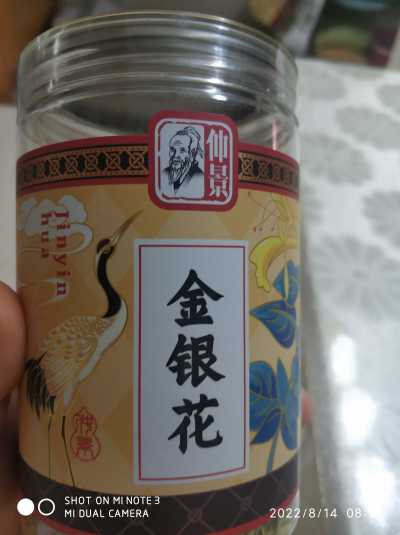 仲景
Jinyin
hua
金银花
仲景
SHOT ON MI NOTE 3
MI DUAL CAMERA
2022/8/14 08: